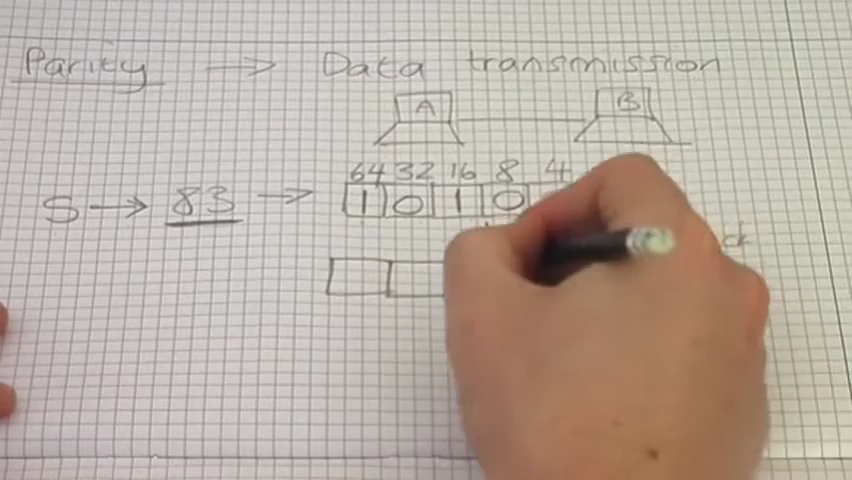 Parity → Data transmission
A B
64 32 16 8 4
S → 83 → 1 0 1 0